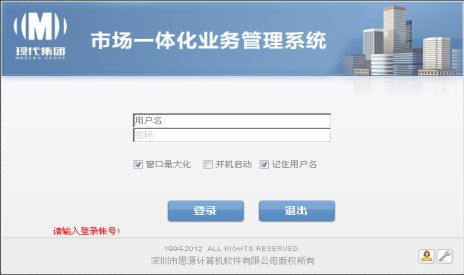 现代集团
MODERN GROUP
市场一体化业务管理系统
用户名
密码
窗口最大化 开机启动 记住用户名
登录 退出
请输入登录帐号!
1994-2012 ALL RIGHTS RESERVED
深圳市思源计算机软件有限公司版权所有